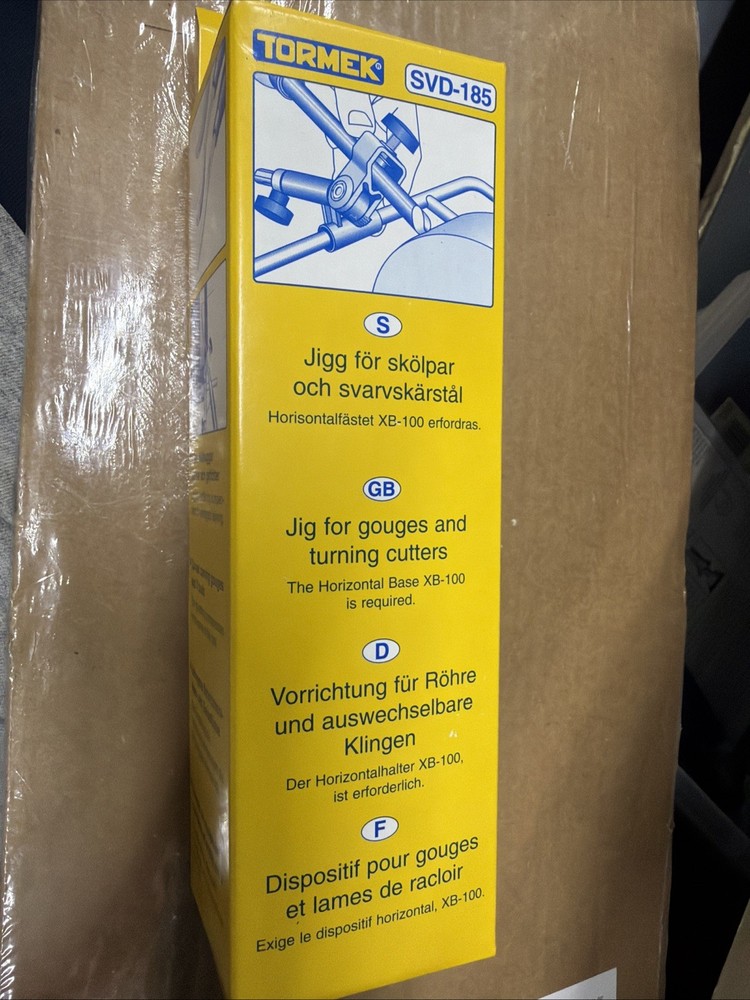 TORMEK®
SVD-185
S
Jigg för skölpar
och svarvskärstål
Horisontalfästet XB-100 erfordras.
GB
Jig for gouges and
turning cutters
The Horizontal Base XB-100
is required.
D
Vorrichtung für Röhre
und auswechselbare
Klingen
Der Horizontalhalter XB-100,
ist erforderlich.
F
Dispositif pour gouges
et lames de racloir
Exige le dispositif horizontal, XB-100.